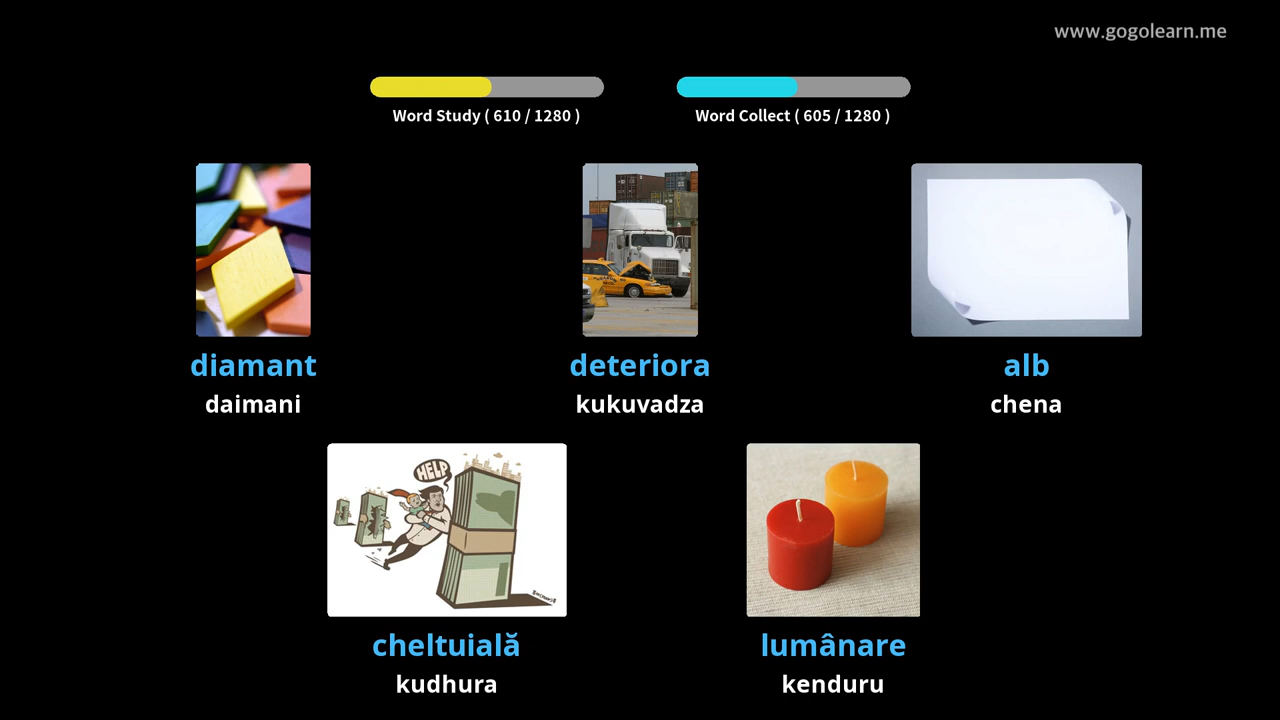 www.gogolearn.me
Word Study ( 610 / 1280 )
Word Collect ( 605 / 1280 )
diamant
daimani
deteriora
kukuvadza
alb
chena
HELP
cheltuială
kudhura
lumânare
kenduru